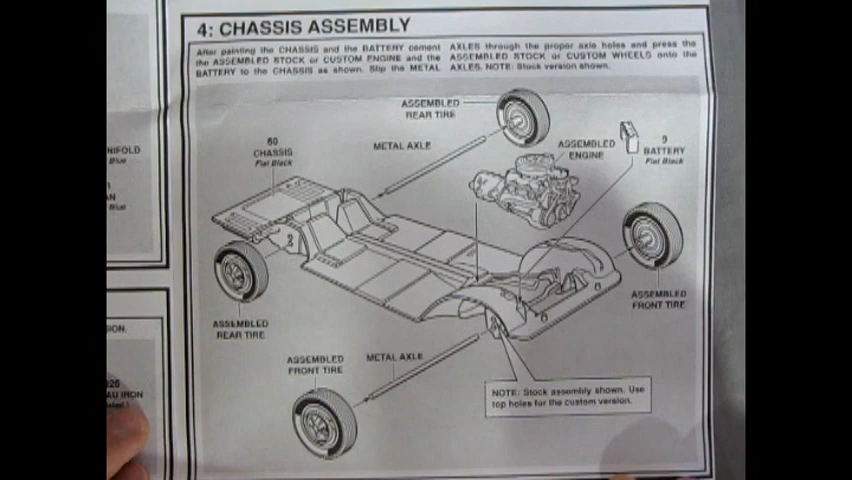 4: CHASSIS ASSEMBLY
After painting the CHASSIS and the BATTERY cement
the ASSEMBLED STOCK or CUSTOM ENGINE and the
BATTERY to the CHASSIS as shown. Slip the METAL
AXLES through the proper axle holes and press the
ASSEMBLED STOCK or CUSTOM WHEELS onto the
AXLES. NOTE: Stock version shown.
ASSEMBLED
REAR TIRE
60
CHASSIS
Flat Black
METAL AXLE
ASSEMBLED
ENGINE
9
BATTERY
Flat Black
NIFOLD
Blue
AN
Blue
ASSEMBLED
FRONT TIRE
ASSEMBLED
REAR TIRE
ION.
ASSEMBLED
FRONT TIRE
METAL AXLE
AU IRON
NOTE: Stock assembly shown. Use
top holes for the custom version.